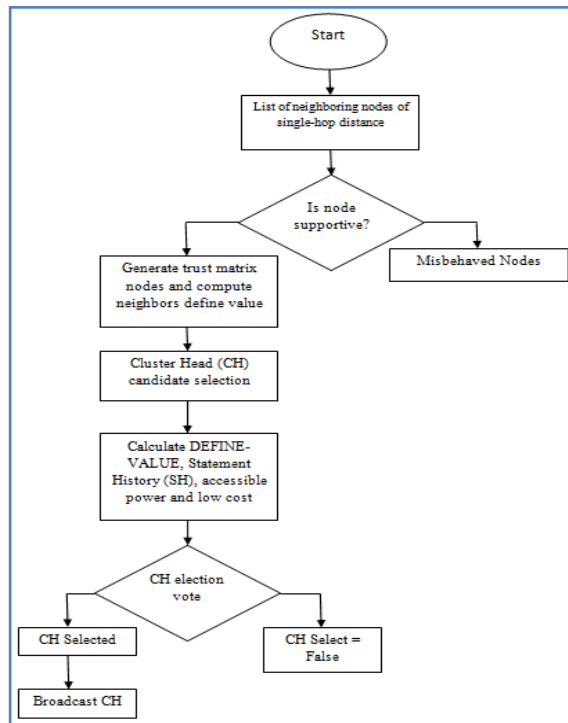 Start
List of neighboring nodes of
single-hop distance
Is node
supportive?
Misbehaved Nodes
Generate trust matrix
nodes and compute
neighbors define value
Cluster Head (CH)
candidate selection
Calculate DEFINE-
VALUE, Statement
History (SH), accessible
power and low cost
CH election
vote
CH Selected
CH Select =
False
Broadcast CH